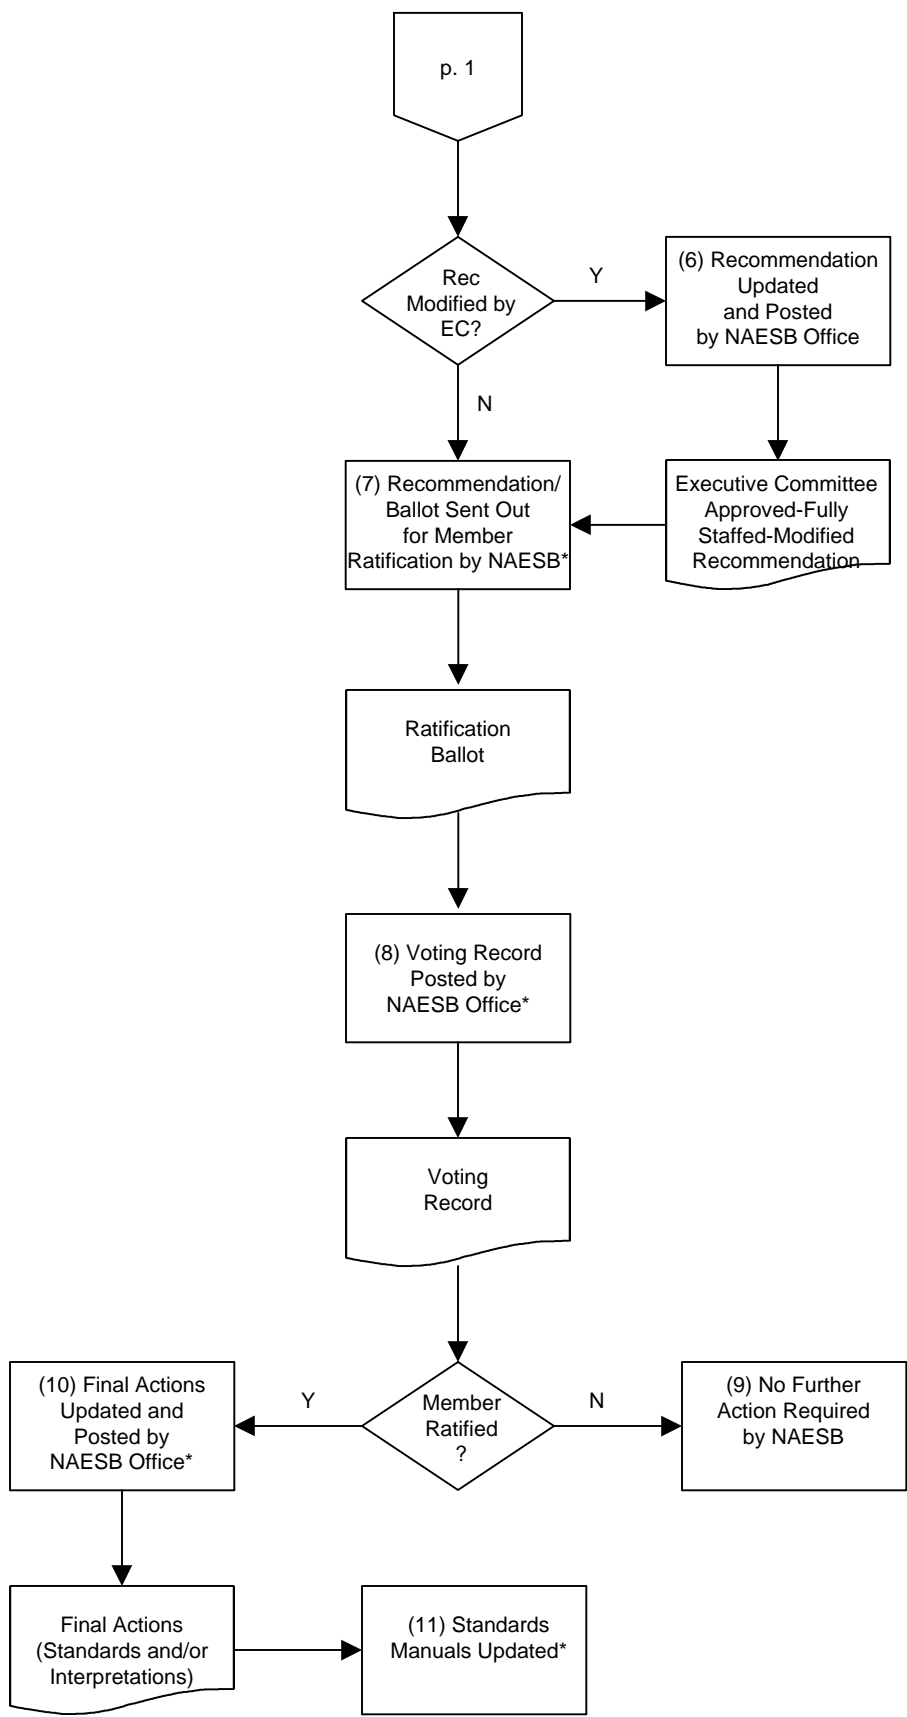 p. 1
Rec
Modified by
EC?
Y
(6) Recommendation
Updated
and Posted
by NAESB Office
N
(7) Recommendation/
Ballot Sent Out
for Member
Ratification by NAESB*
Executive Committee
Approved-Fully
Staffed-Modified
Recommendation
Ratification
Ballot
(8) Voting Record
Posted by
NAESB Office*
Voting
Record
(10) Final Actions
Updated and
Posted by
NAESB Office*
Y
Member
Ratified
?
N
(9) No Further
Action Required
by NAESB
Final Actions
(Standards and/or
Interpretations)
(11) Standards
Manuals Updated*